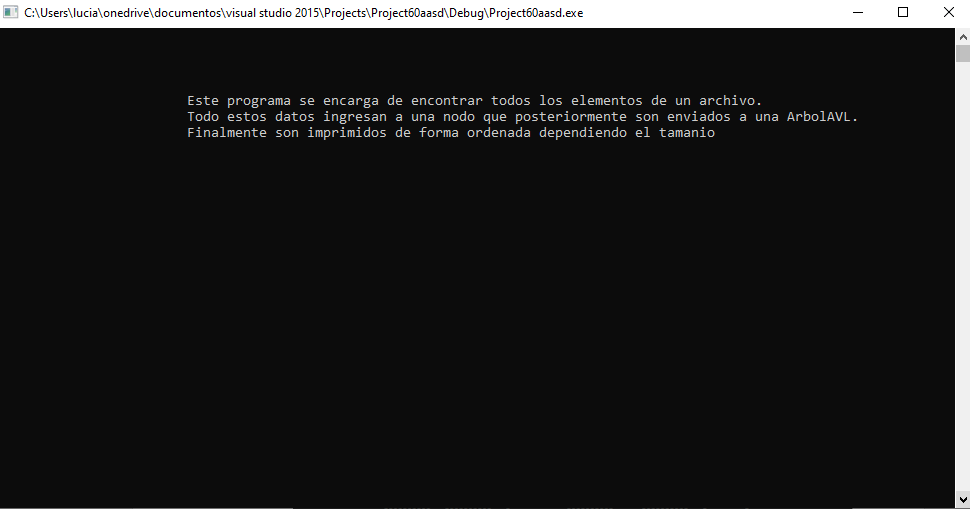 C:\Users\lucia\onedrive\documentos\visual studio 2015\Projects\Project60aasd\Debug\Project60aasd.exe
Este programa se encarga de encontrar todos los elementos de un archivo.
Todo estos datos ingresan a una nodo que posteriormente son enviados a una ArbolAVL.
Finalmente son imprimidos de forma ordenada dependiendo el tamanio